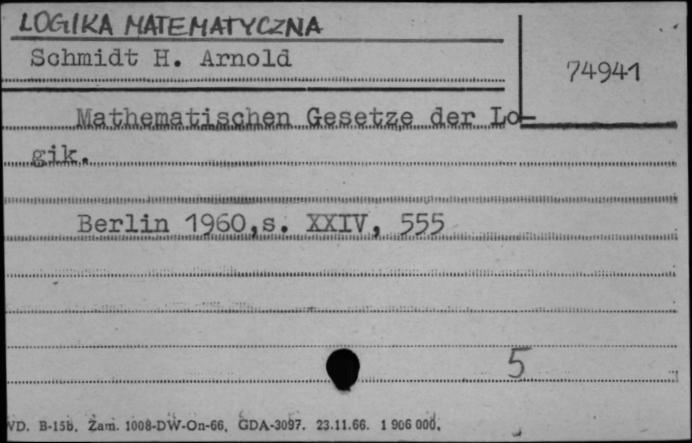 LOGIKA MATEMATYCZNA
Schmidt H. Arnold
74941
Mathematischen Gesetze der Lo-
gik.
Berlin 1960,s. XXIV, 555
5
WD. B-15b. Zam. 1008-DW-On-66. GDA-3097. 23.11.66. 1 906 000.